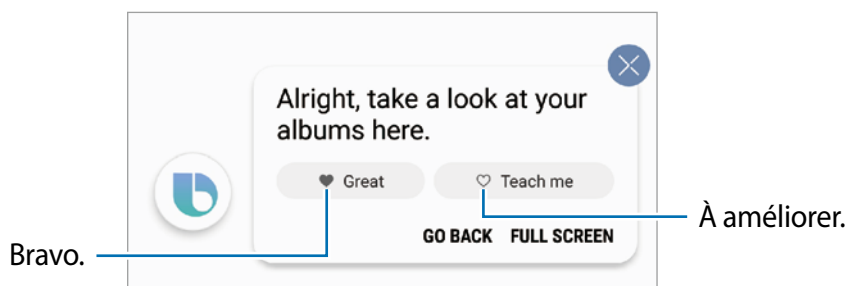 Alright, take a look at your
albums here.
Great
Teach me
À améliorer.
GO BACK FULL SCREEN
Bravo.